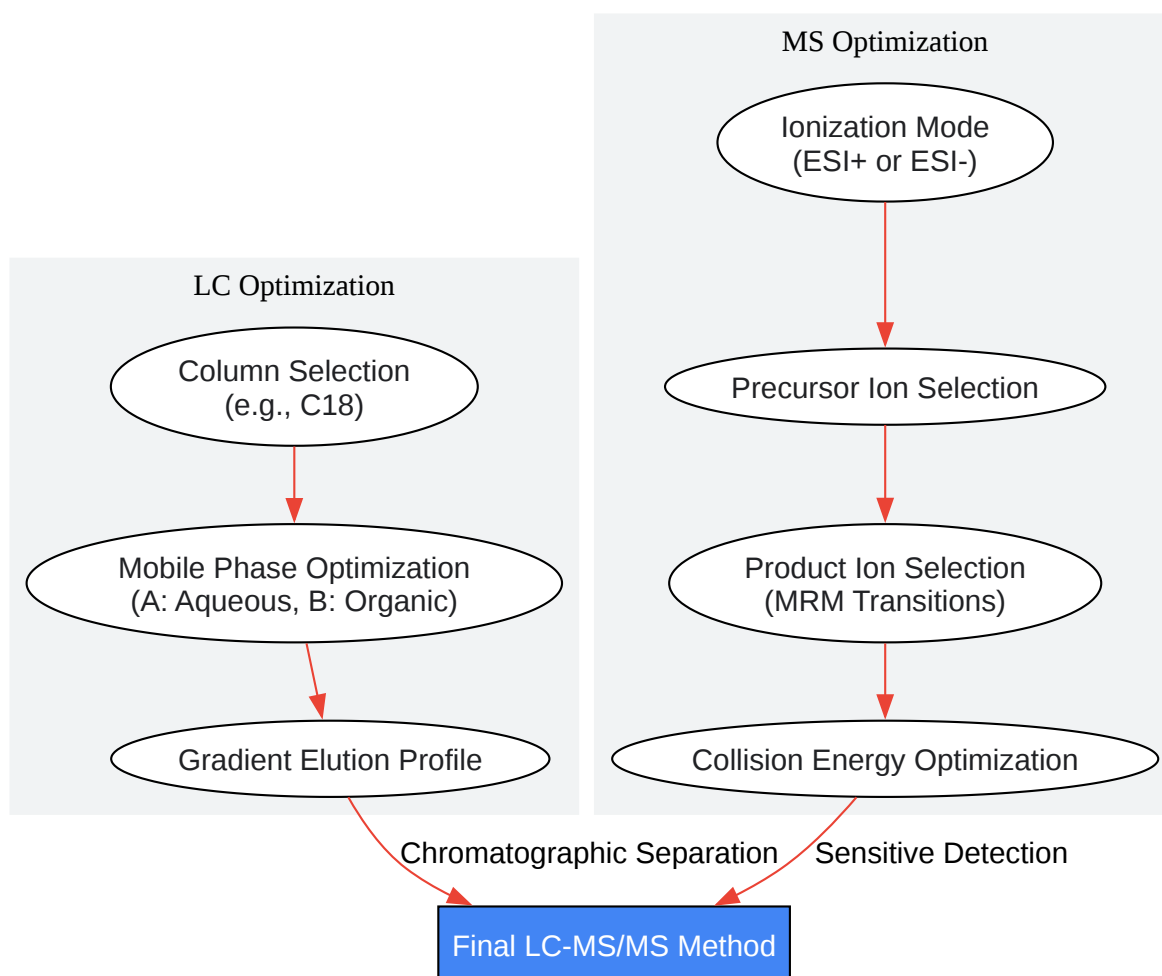 MS Optimization
Ionization Mode
(ESI+ or ESI-)
Precursor Ion Selection
Product Ion Selection
(MRM Transitions)
Collision Energy Optimization
LC Optimization
Column Selection
(e.g., C18)
Mobile Phase Optimization
(A: Aqueous, B: Organic)
Gradient Elution Profile
Chromatographic Separation
Sensitive Detection
Final LC-MS/MS Method